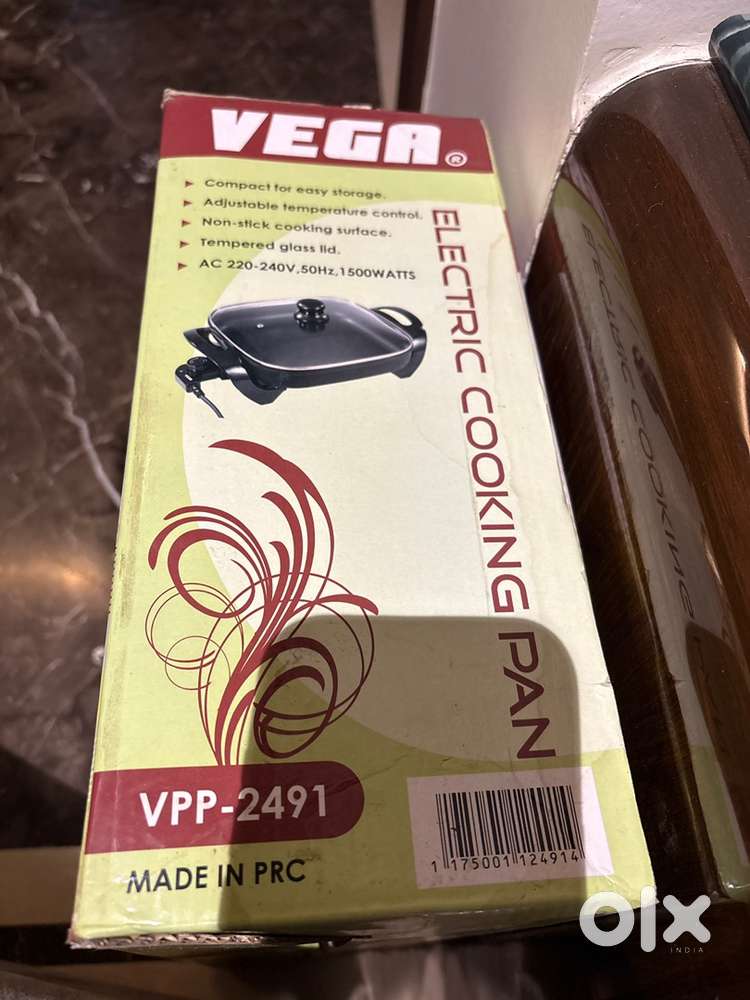 VEGA®
Compact for easy storage.
Adjustable temperature control.
Non-stick cooking surface.
Tempered glass lid.
AC 220-240V,50Hz,1500WATTS
ELECTRIC COOKING PAN
VPP-2491
MADE IN PRC
1 175001 124914
olx
INDIA